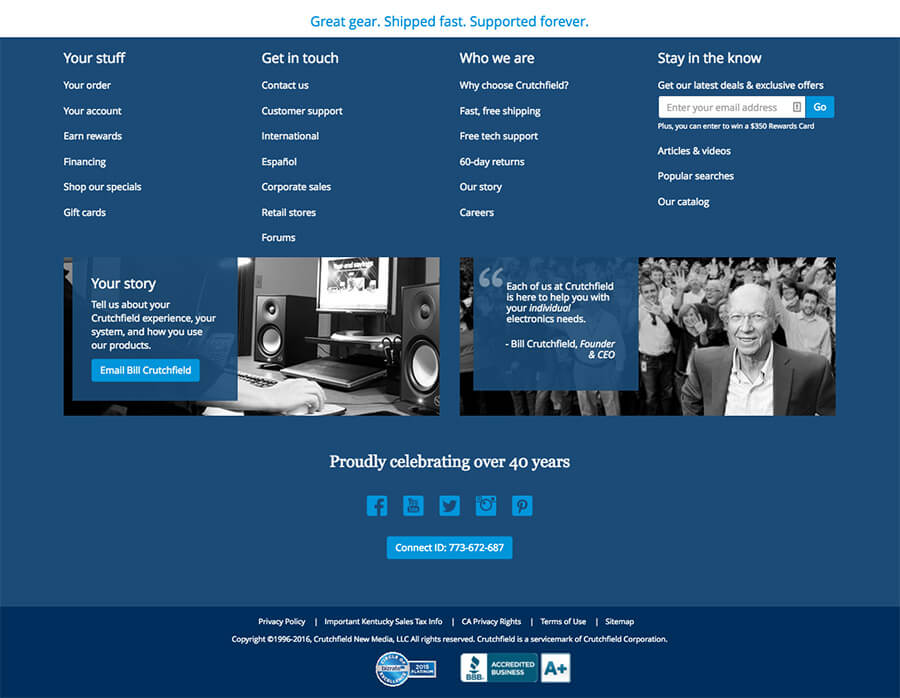 Great gear. Shipped fast. Supported forever.
Your stuff
Your order
Your account
Earn rewards
Financing
Shop our specials
Gift cards
Get in touch
Contact us
Customer support
International
Español
Corporate sales
Retail stores
Forums
Who we are
Why choose Crutchfield?
Fast, free shipping
Free tech support
60-day returns
Our story
Careers
Stay in the know
Get our latest deals & exclusive offers
Enter your email address
Go
Plus, you can enter to win a $350 Rewards Card
Articles & videos
Popular searches
Our catalog
Your story
Tell us about your
Crutchfield experience, your
system, and how you use
our products.
Email Bill Crutchfield
“
Each of us at Crutchfield
is here to help you with
your individual
electronics needs.
- Bill Crutchfield, Founder
& CEO
Proudly celebrating over 40 years
You
Tube
Connect ID: 773-672-687
Privacy Policy | Important Kentucky Sales Tax Info | CA Privacy Rights | Terms of Use | Sitemap
Copyright ©1996-2016, Crutchfield New Media, LLC All rights reserved. Crutchfield is a servicemark of Crutchfield Corporation.
CIRCLE OF
bizrate
EXCELLENCE
2015
PLATINUM
BBB.
ACCREDITED
BUSINESS
A+